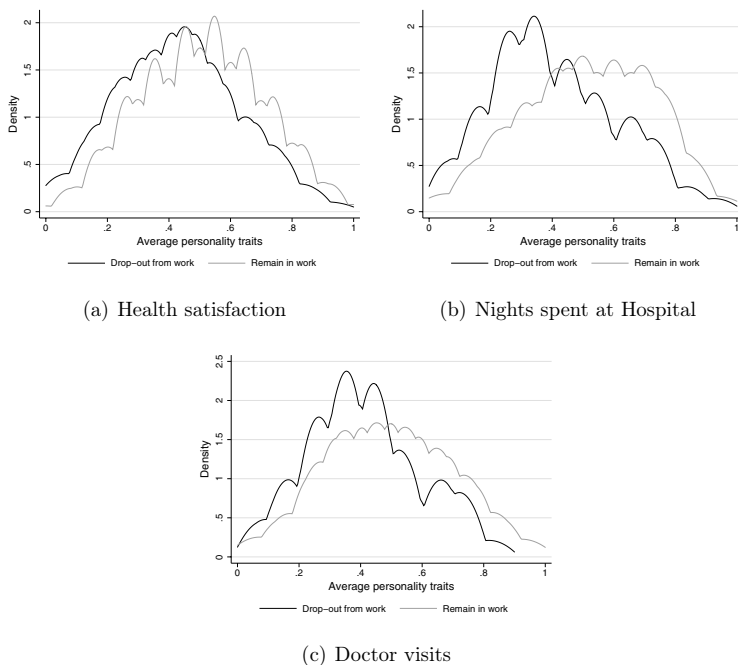 Density
0 .5 1 1.5 2
0 .2 .4 .6 .8 1
Average personality traits
Drop−out from work Remain in work
(a) Health satisfaction
Density
0 .5 1 1.5 2
0 .2 .4 .6 .8 1
Average personality traits
Drop−out from work Remain in work
(b) Nights spent at Hospital
Density
0 .5 1 1.5 2 2.5
0 .2 .4 .6 .8 1
Average personality traits
Drop−out from work Remain in work
(c) Doctor visits